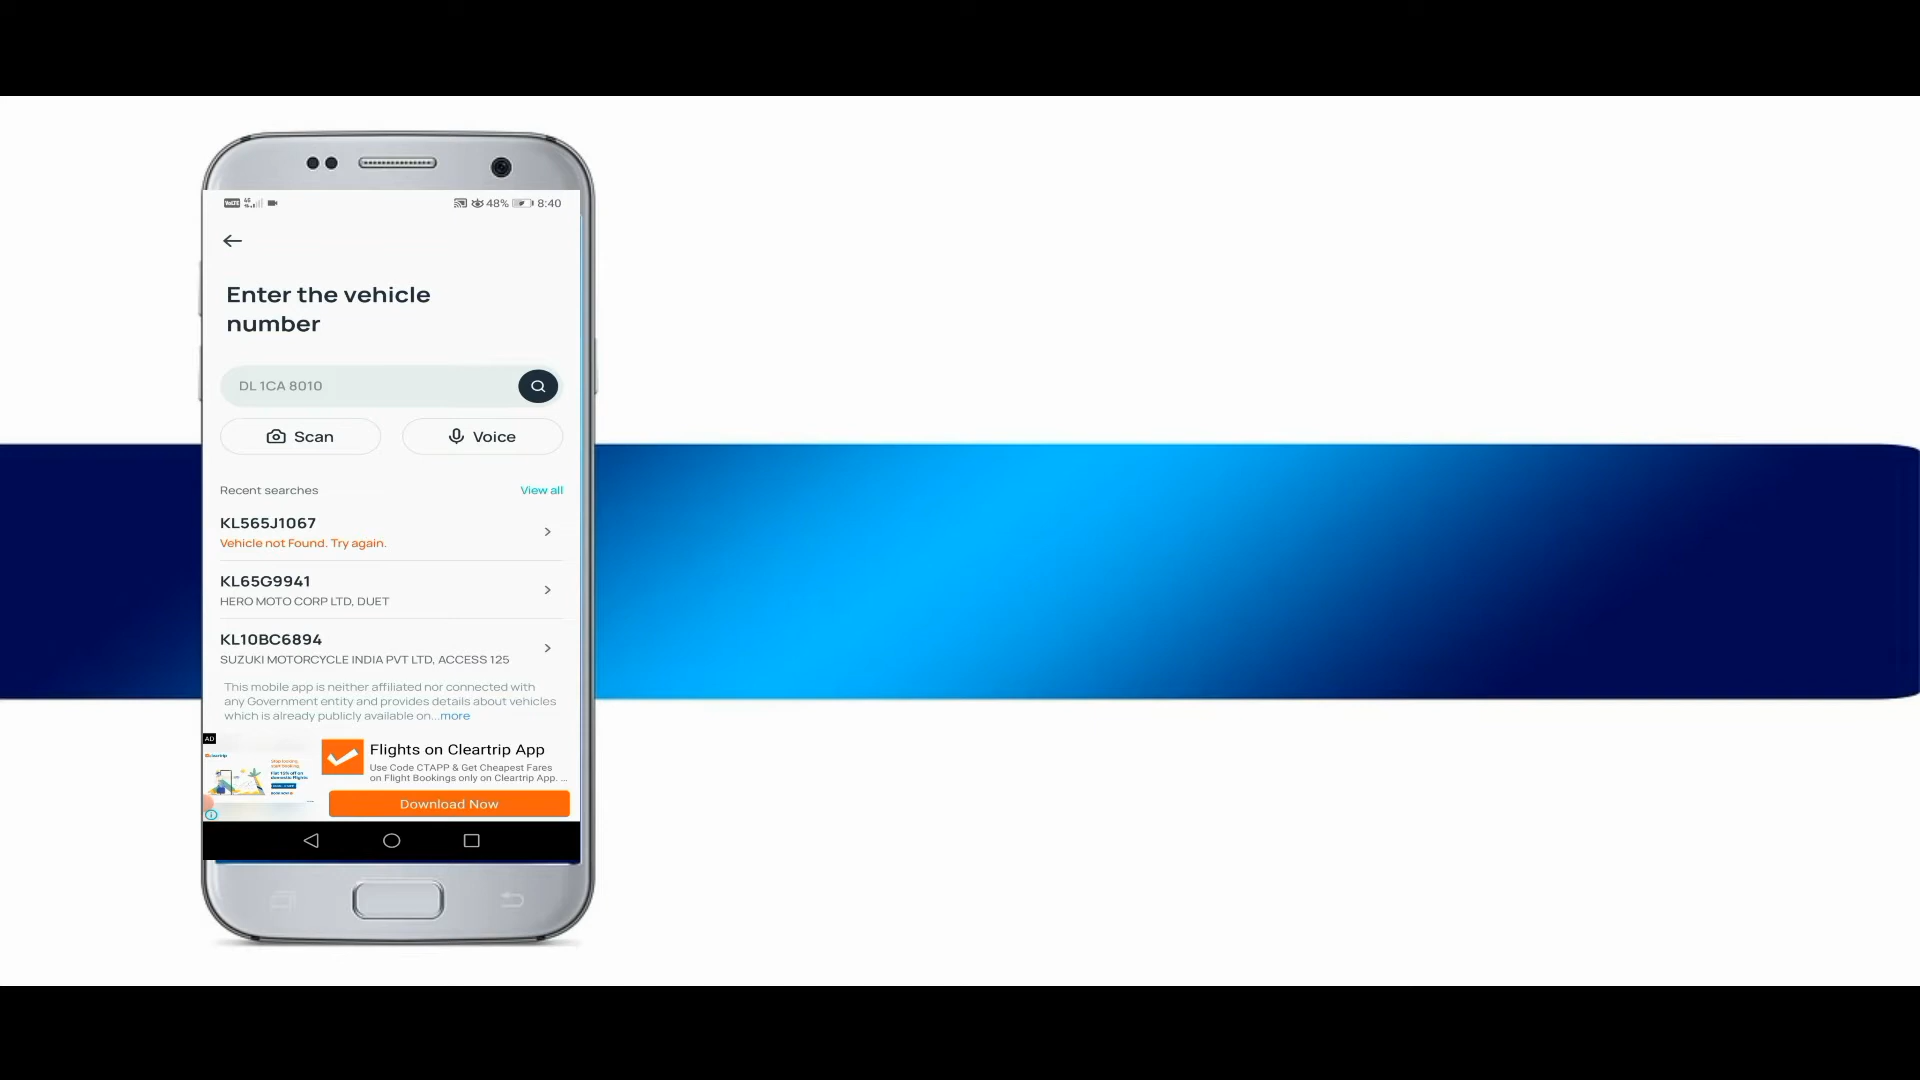 VoLTE 4G 48% 8:40
Enter the vehicle
number
DL 1CA 8010
Scan Voice
Recent searches View all
KL565J1067
Vehicle not Found. Try again.
KL65G9941
HERO MOTO CORP LTD, DUET
KL10BC6894
SUZUKI MOTORCYCLE INDIA PVT LTD, ACCESS 125
This mobile app is neither affiliated nor connected with
any Government entity and provides details about vehicles
which is already publicly available on...more
AD
Flights on Cleartrip App
Use Code CTAPP & Get Cheapest Fares
on Flight Bookings only on Cleartrip App. ...
Download Now